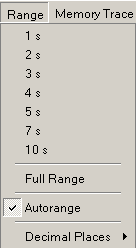 Range Memory Trace
1 s
2 s
3 s
4 s
5 s
7 s
10 s
Full Range
Autorange
Decimal Places